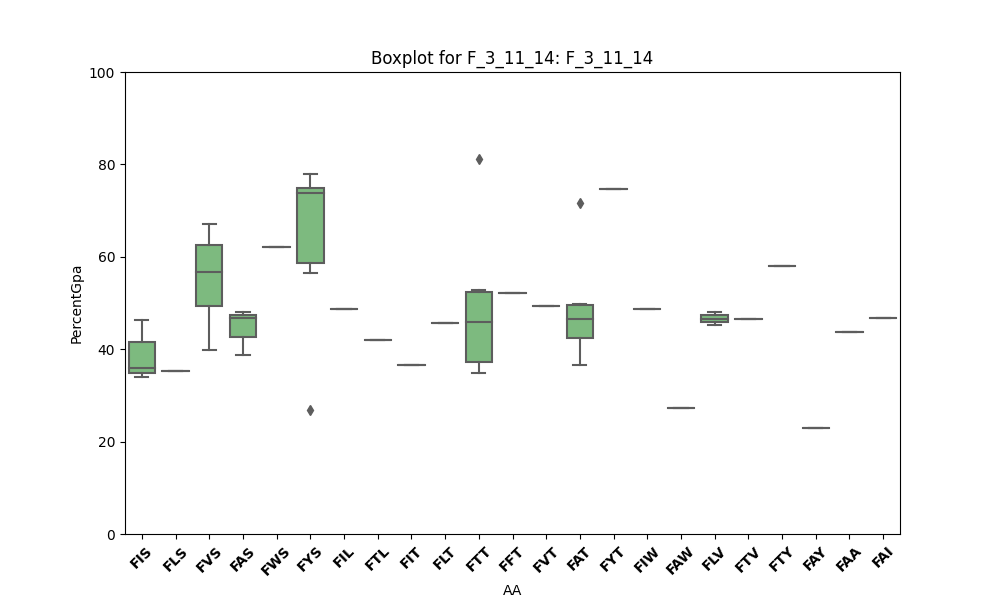 Boxplot for F_3_11_14: F_3_11_14
100
80
60
40
20
0
PercentGpa
FIS
FLS
FVS
FAS
FWS
FYS
FIL
FTL
FIT
FLT
FTT
FFT
FVT
FAT
FYT
FIW
FAW
FLV
FTV
FTY
FAY
FAA
FAI
AA